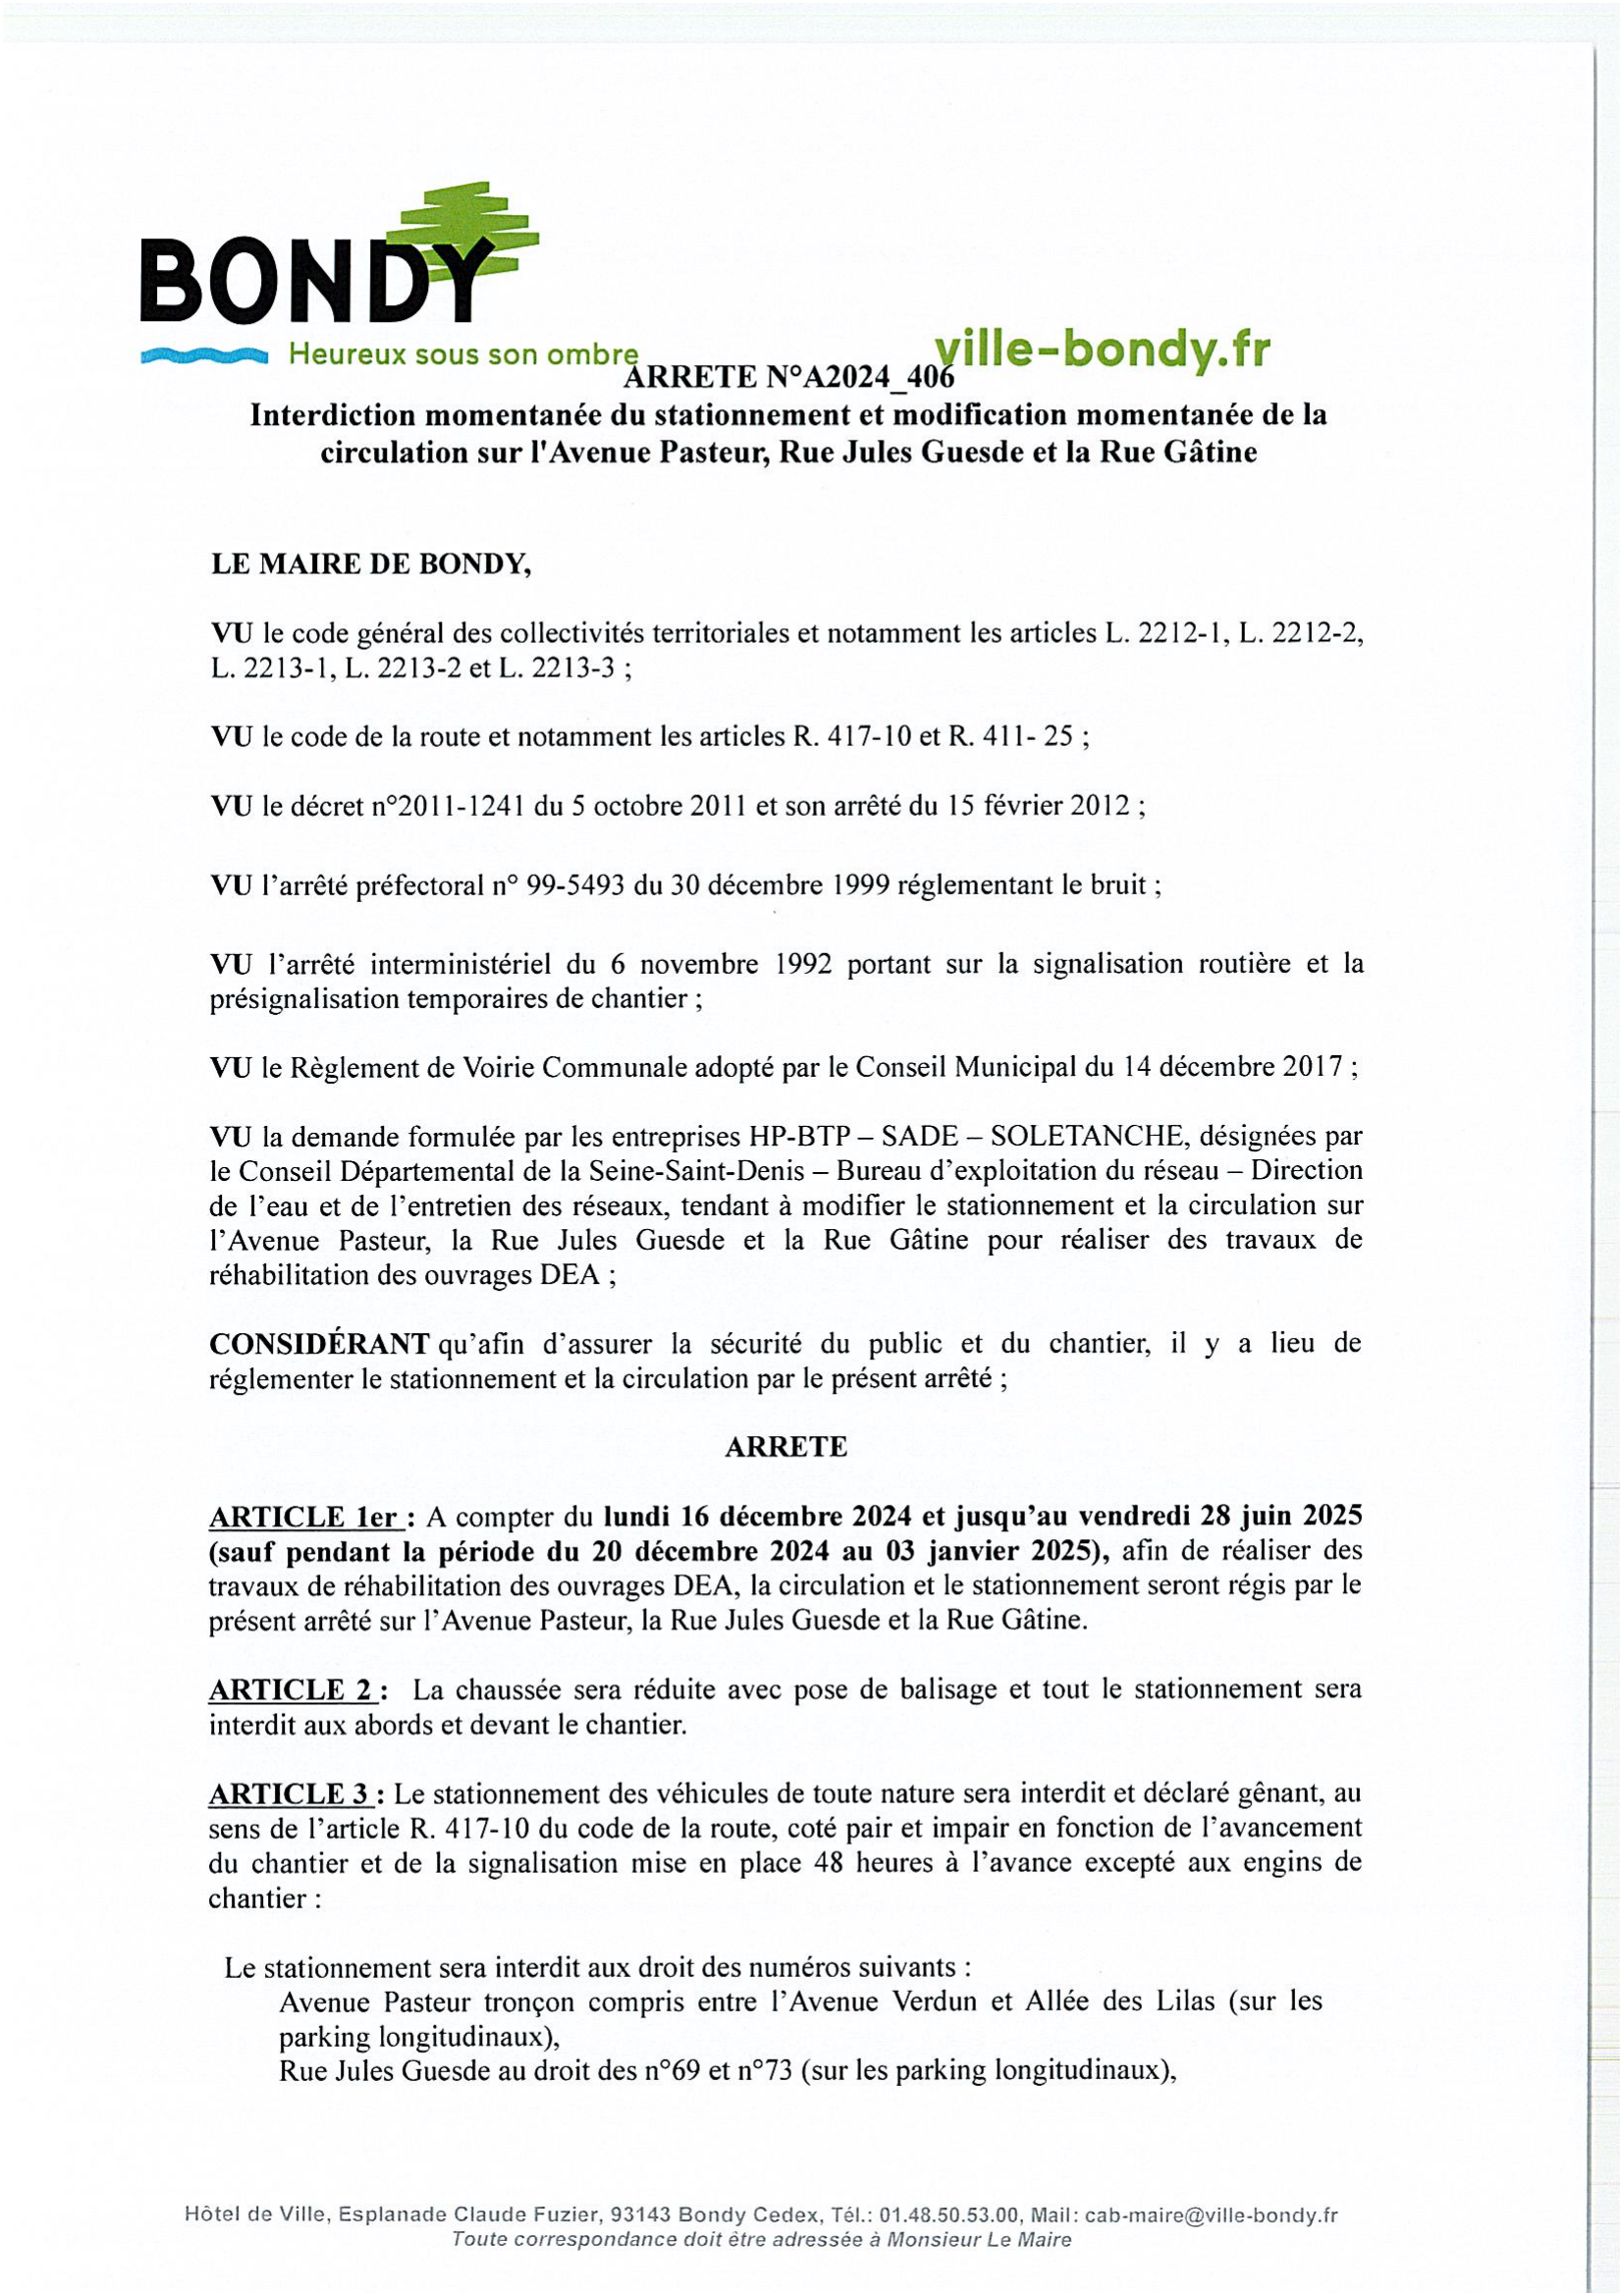 BONDY
Heureux sous son ombre
ville-bondy.fr
ARRETE N°A2024_406
Interdiction momentanée du stationnement et modification momentanée de la
circulation sur l'Avenue Pasteur, Rue Jules Guesde et la Rue Gâtine
LE MAIRE DE BONDY,
VU le code général des collectivités territoriales et notamment les articles L. 2212-1, L. 2212-2,
L. 2213-1, L. 2213-2 et L. 2213-3 ;
VU le code de la route et notamment les articles R. 417-10 et R. 411- 25 ;
VU le décret n°2011-1241 du 5 octobre 2011 et son arrêté du 15 février 2012 ;
VU l’arrêté préfectoral n° 99-5493 du 30 décembre 1999 réglementant le bruit ;
VU l’arrêté interministériel du 6 novembre 1992 portant sur la signalisation routière et la
présignalisation temporaires de chantier ;
VU le Règlement de Voirie Communale adopté par le Conseil Municipal du 14 décembre 2017 ;
VU la demande formulée par les entreprises HP-BTP – SADE – SOLETANCHE, désignées par
le Conseil Départemental de la Seine-Saint-Denis – Bureau d’exploitation du réseau – Direction
de l’eau et de l’entretien des réseaux, tendant à modifier le stationnement et la circulation sur
l’Avenue Pasteur, la Rue Jules Guesde et la Rue Gâtine pour réaliser des travaux de
réhabilitation des ouvrages DEA ;
CONSIDÉRANT qu’afin d’assurer la sécurité du public et du chantier, il y a lieu de
réglementer le stationnement et la circulation par le présent arrêté ;
ARRETE
ARTICLE 1er : A compter du lundi 16 décembre 2024 et jusqu’au vendredi 28 juin 2025
(sauf pendant la période du 20 décembre 2024 au 03 janvier 2025), afin de réaliser des
travaux de réhabilitation des ouvrages DEA, la circulation et le stationnement seront régis par le
présent arrêté sur l’Avenue Pasteur, la Rue Jules Guesde et la Rue Gâtine.
ARTICLE 2 : La chaussée sera réduite avec pose de balisage et tout le stationnement sera
interdit aux abords et devant le chantier.
ARTICLE 3 : Le stationnement des véhicules de toute nature sera interdit et déclaré gênant, au
sens de l’article R. 417-10 du code de la route, coté pair et impair en fonction de l’avancement
du chantier et de la signalisation mise en place 48 heures à l’avance excepté aux engins de
chantier :
Le stationnement sera interdit aux droit des numéros suivants :
Avenue Pasteur tronçon compris entre l’Avenue Verdun et Allée des Lilas (sur les
parking longitudinaux),
Rue Jules Guesde au droit des n°69 et n°73 (sur les parking longitudinaux),
Hôtel de Ville, Esplanade Claude Fuzier, 93143 Bondy Cedex, Tél.: 01.48.50.53.00, Mail: cab-maire@ville-bondy.fr
Toute correspondance doit être adressée à Monsieur Le Maire